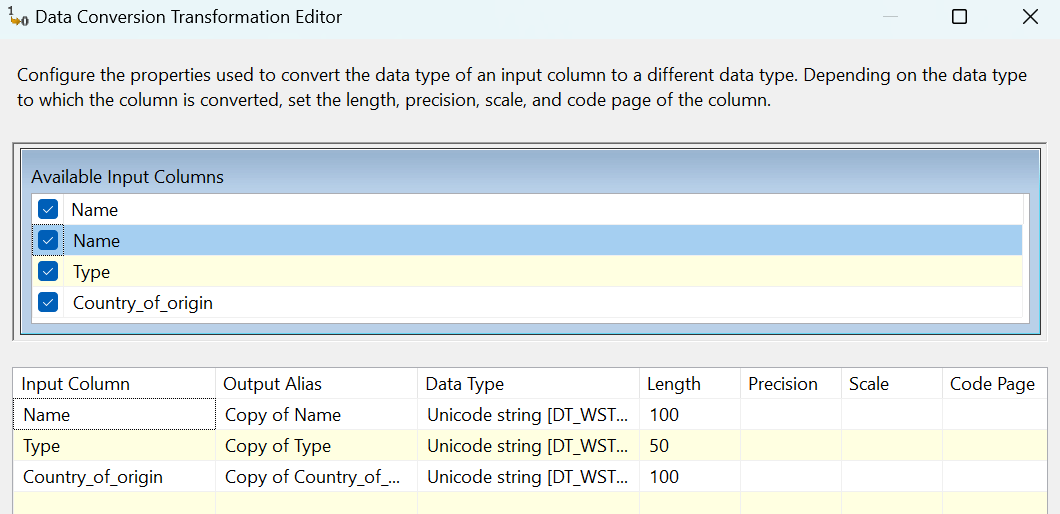 Data Conversion Transformation Editor
Configure the properties used to convert the data type of an input column to a different data type. Depending on the data type
to which the column is converted, set the length, precision, scale, and code page of the column.
Available Input Columns
Name
Name
Type
Country_of_origin
Input Column Output Alias Data Type Length Precision Scale Code Page
Name Copy of Name Unicode string [DT_WST... 100
Type Copy of Type Unicode string [DT_WST... 50
Country_of_origin Copy of Country_of_... Unicode string [DT_WST... 100